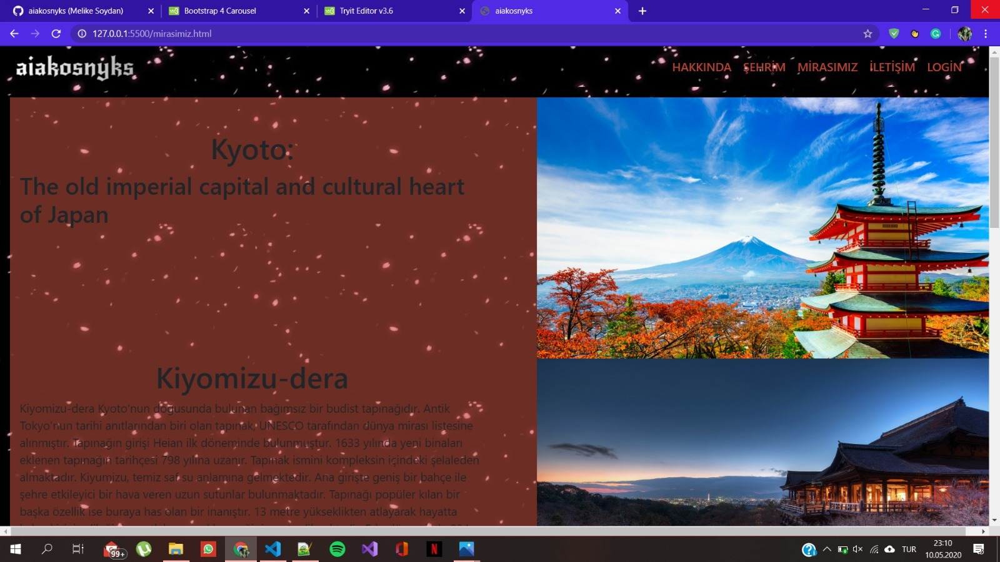 aiakosnyks (Melike Soydan)
Bootstrap 4 Carousel
Tryit Editor v3.6
aiakosnyks
127.0.0.1:5500/mirasimiz.html
aiakosnyks
HAKKINDA ŞEHRİM MİRASIMIZ İLETİŞİM LOGİN
Kyoto:
The old imperial capital and cultural heart
of Japan
Kiyomizu-dera
Kiyomizu-dera Kyoto'nun doğusunda bulunan bağımsız bir budist tapınağıdır. Antik
Tokyo'nun tarihi anıtlarından biri olan tapınak, UNESCO tarafından dünya mirası listesine
alınmıştır. Tapınağın girişi Heian ilk döneminde bulunmuştur. 1633 yılında yeni binaları
eklenen tapınağın tarihçesi 798 yılına uzanır. Tapınak ismini kompleksin içindeki şelaleden
almaktadır. Kiyumizu, temiz saf su anlamına gelmektedir. Ana girişte geniş bir bahçe ile
şehre etkileyici bir hava veren uzun sutunlar bulunmaktadır. Tapınağı popüler kılan bir
başka özellik ise buraya has olan bir inanıştır. 13 metre yükseklikten atlayarak hayatta
99+
TUR
23:10
10.05.2020